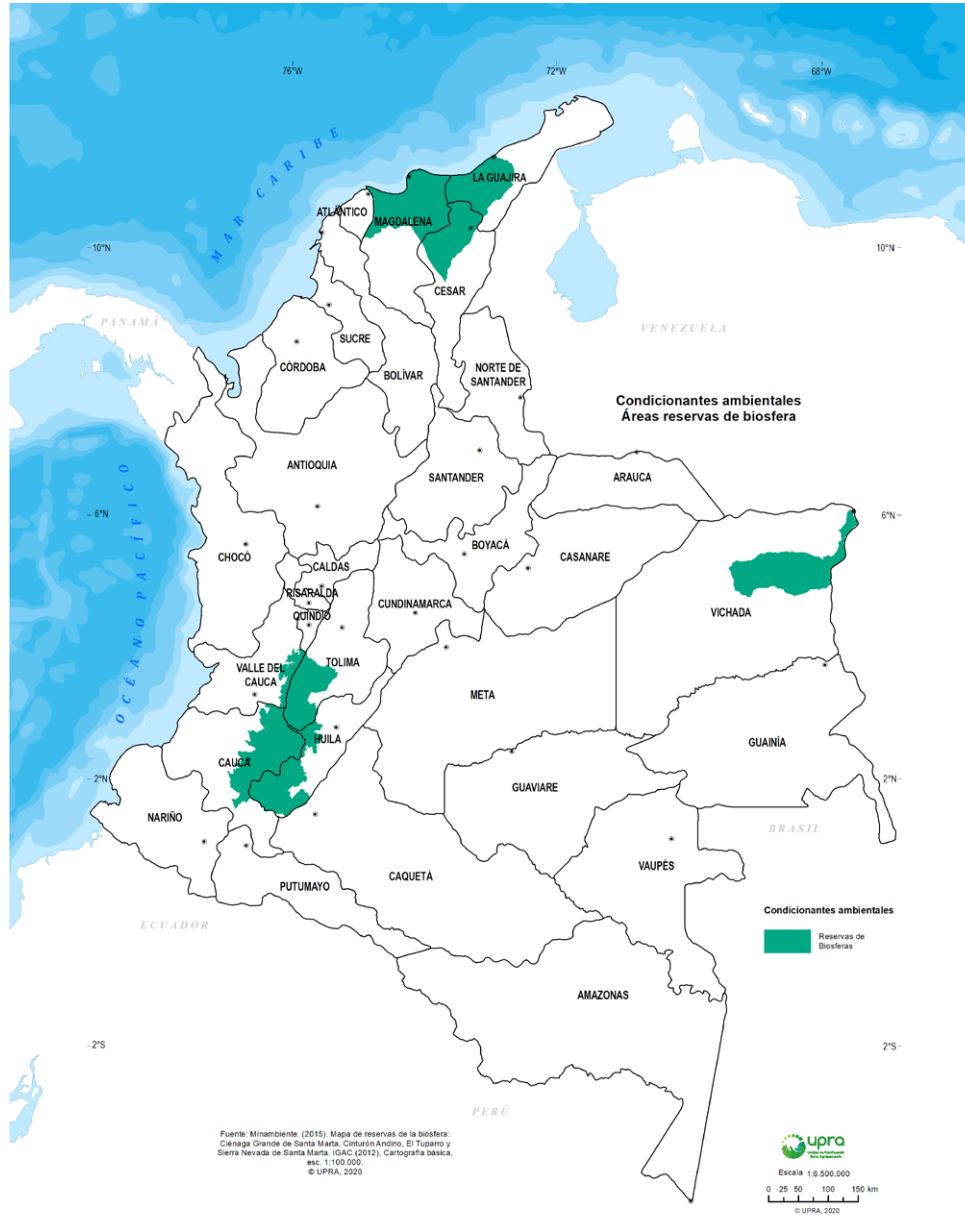 76°W
72°W
68°W
MAR CARIBE
LA GUAJIRA
ATLÁNTICO
MAGDALENA
10°N
10°N
CESAR
PANAMÁ
VENEZUELA
SUCRE
CÓRDOBA
BOLÍVAR
NORTE DE
SANTANDER
Condicionantes ambientales
Áreas reservas de biosfera
OCÉANO PACÍFICO
ANTIOQUIA
SANTANDER
ARAUCA
6°N
6°N
CHOCÓ
BOYACÁ
CASANARE
CALDAS
RISARALDA
CUNDINAMARCA
QUINDÍO
VICHADA
VALLE DEL
CAUCA
TOLIMA
META
HUILA
GUAINÍA
CAUCA
2°N
2°N
GUAVIARE
NARIÑO
BRASIL
VAUPÉS
CAQUETÁ
PUTUMAYO
ECUADOR
Condicionantes ambientales
Reservas de
Biosferas
AMAZONAS
2°S
2°S
PERÚ
Fuente: Minambiente. (2015). Mapa de reservas de la biósfera:
Ciénaga Grande de Santa Marta, Cinturón Andino, El Tuparro y
Sierra Nevada de Santa Marta. IGAC (2012), Cartografía básica,
esc. 1:100.000.
© UPRA, 2020
upra
Escala 1:6.500.000
0 25 50 100 150 km
© UPRA, 2020